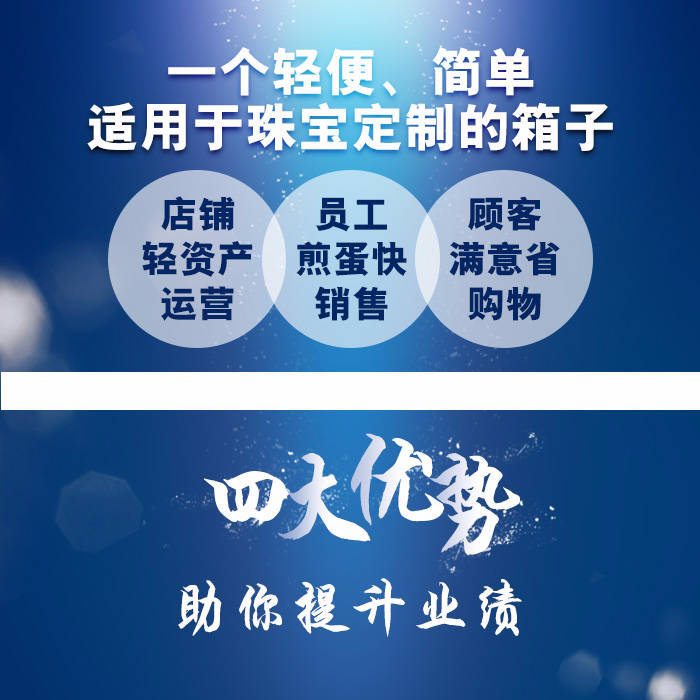 一个轻便、简单
适用于珠宝定制的箱子
店铺
轻资产
运营
员工
煎蛋快
销售
顾客
满意省
购物
四大优势
助你提升业绩